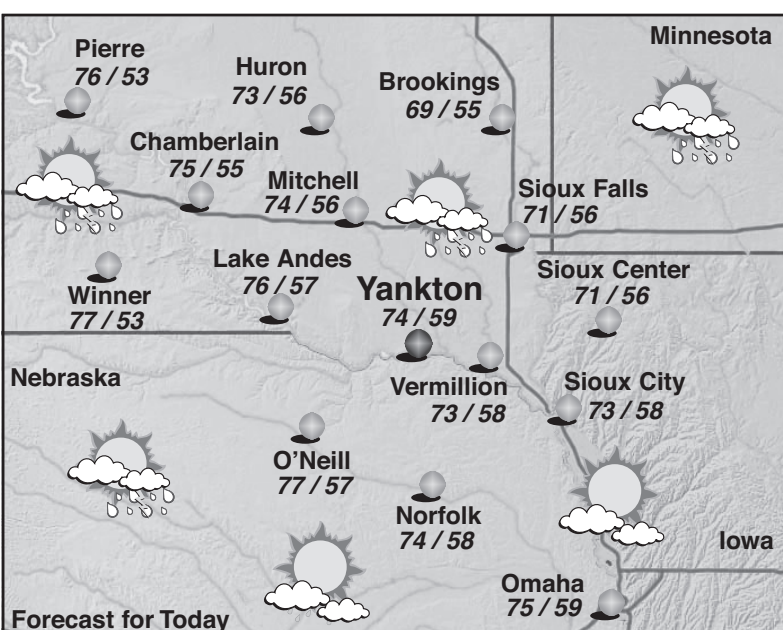 Minnesota
Pierre
76 / 53
Huron
73 / 56
Brookings
69 / 55
Chamberlain
75 / 55
Mitchell
74 / 56
Sioux Falls
71 / 56
Lake Andes
76 / 57
Yankton
74 / 59
Sioux Center
71 / 56
Winner
77 / 53
Nebraska
Vermillion
73 / 58
Sioux City
73 / 58
O'Neill
77 / 57
Norfolk
74 / 58
Iowa
Omaha
75 / 59
Forecast for Today